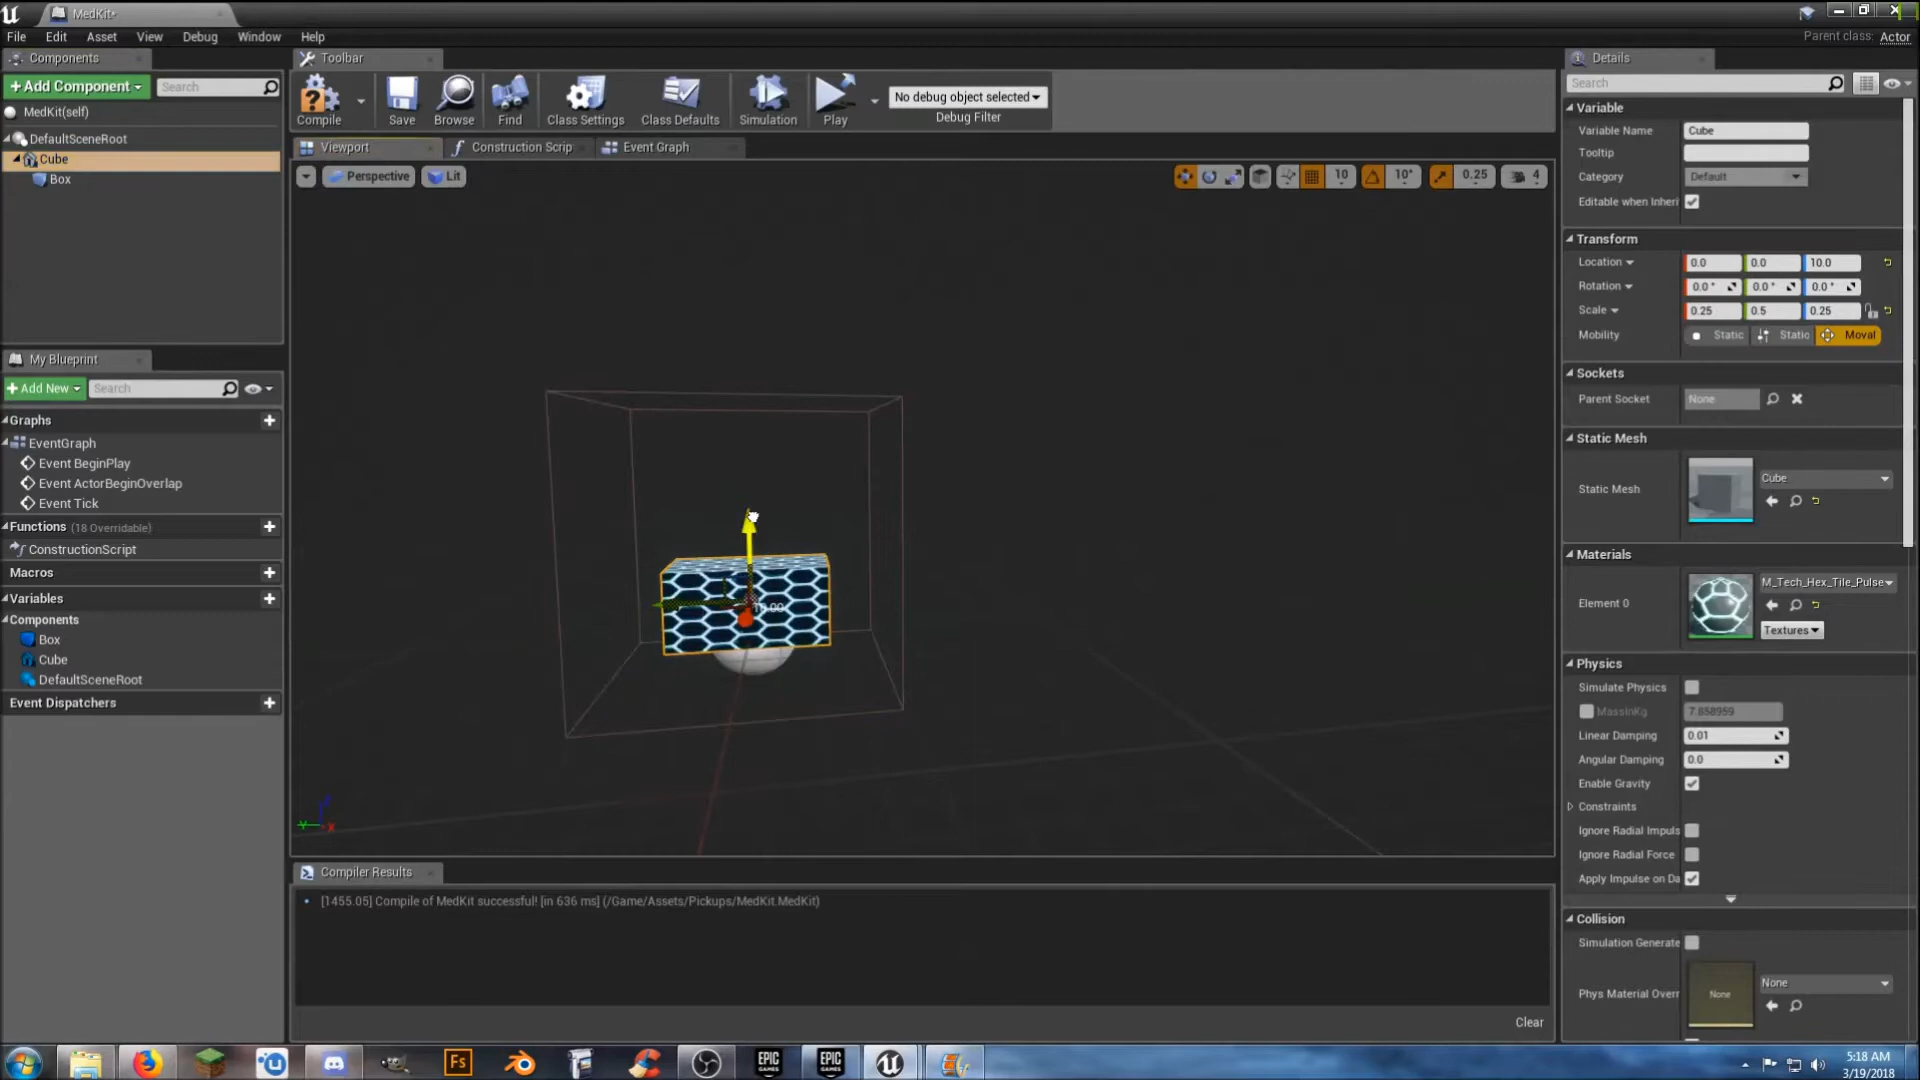 MedKit*
File Edit Asset View Debug Window Help
Parent class: Actor
Components
+Add Component
Search
MedKit(self)
DefaultSceneRoot
Cube
Box
My Blueprint
+Add New
Search
Graphs
EventGraph
Event BeginPlay
Event ActorBeginOverlap
Event Tick
Functions (18 Overridable)
ConstructionScript
Macros
Variables
Components
Box
Cube
DefaultSceneRoot
Event Dispatchers
Toolbar
Compile
Save
Browse
Find
Class Settings
Class Defaults
Simulation
Play
No debug object selected
Debug Filter
Viewport
Construction Scrip
Event Graph
Perspective
Lit
10
10°
0.25
4
Compiler Results
[1455.05] Compile of MedKit successful! [in 636 ms] (/Game/Assets/Pickups/MedKit.MedKit)
Clear
Details
Search
Variable
Variable Name Cube
Tooltip
Category Default
Editable when Inheri
Transform
Location 0.0 0.0 10.0
Rotation 0.0° 0.0° 0.0°
Scale 0.25 0.5 0.25
Mobility Static Static Moval
Sockets
Parent Socket None
Static Mesh
Static Mesh Cube
Materials
Element 0 M_Tech_Hex_Tile_Pulse
Textures
Physics
Simulate Physics
MassInKg 7.858959
Linear Damping 0.01
Angular Damping 0.0
Enable Gravity
Constraints
Ignore Radial Impuls
Ignore Radial Force
Apply Impulse on Da
Collision
Simulation Generate
Phys Material Overr None None
Fs
EPIC GAMES
EPIC GAMES
5:18 AM
3/19/2018